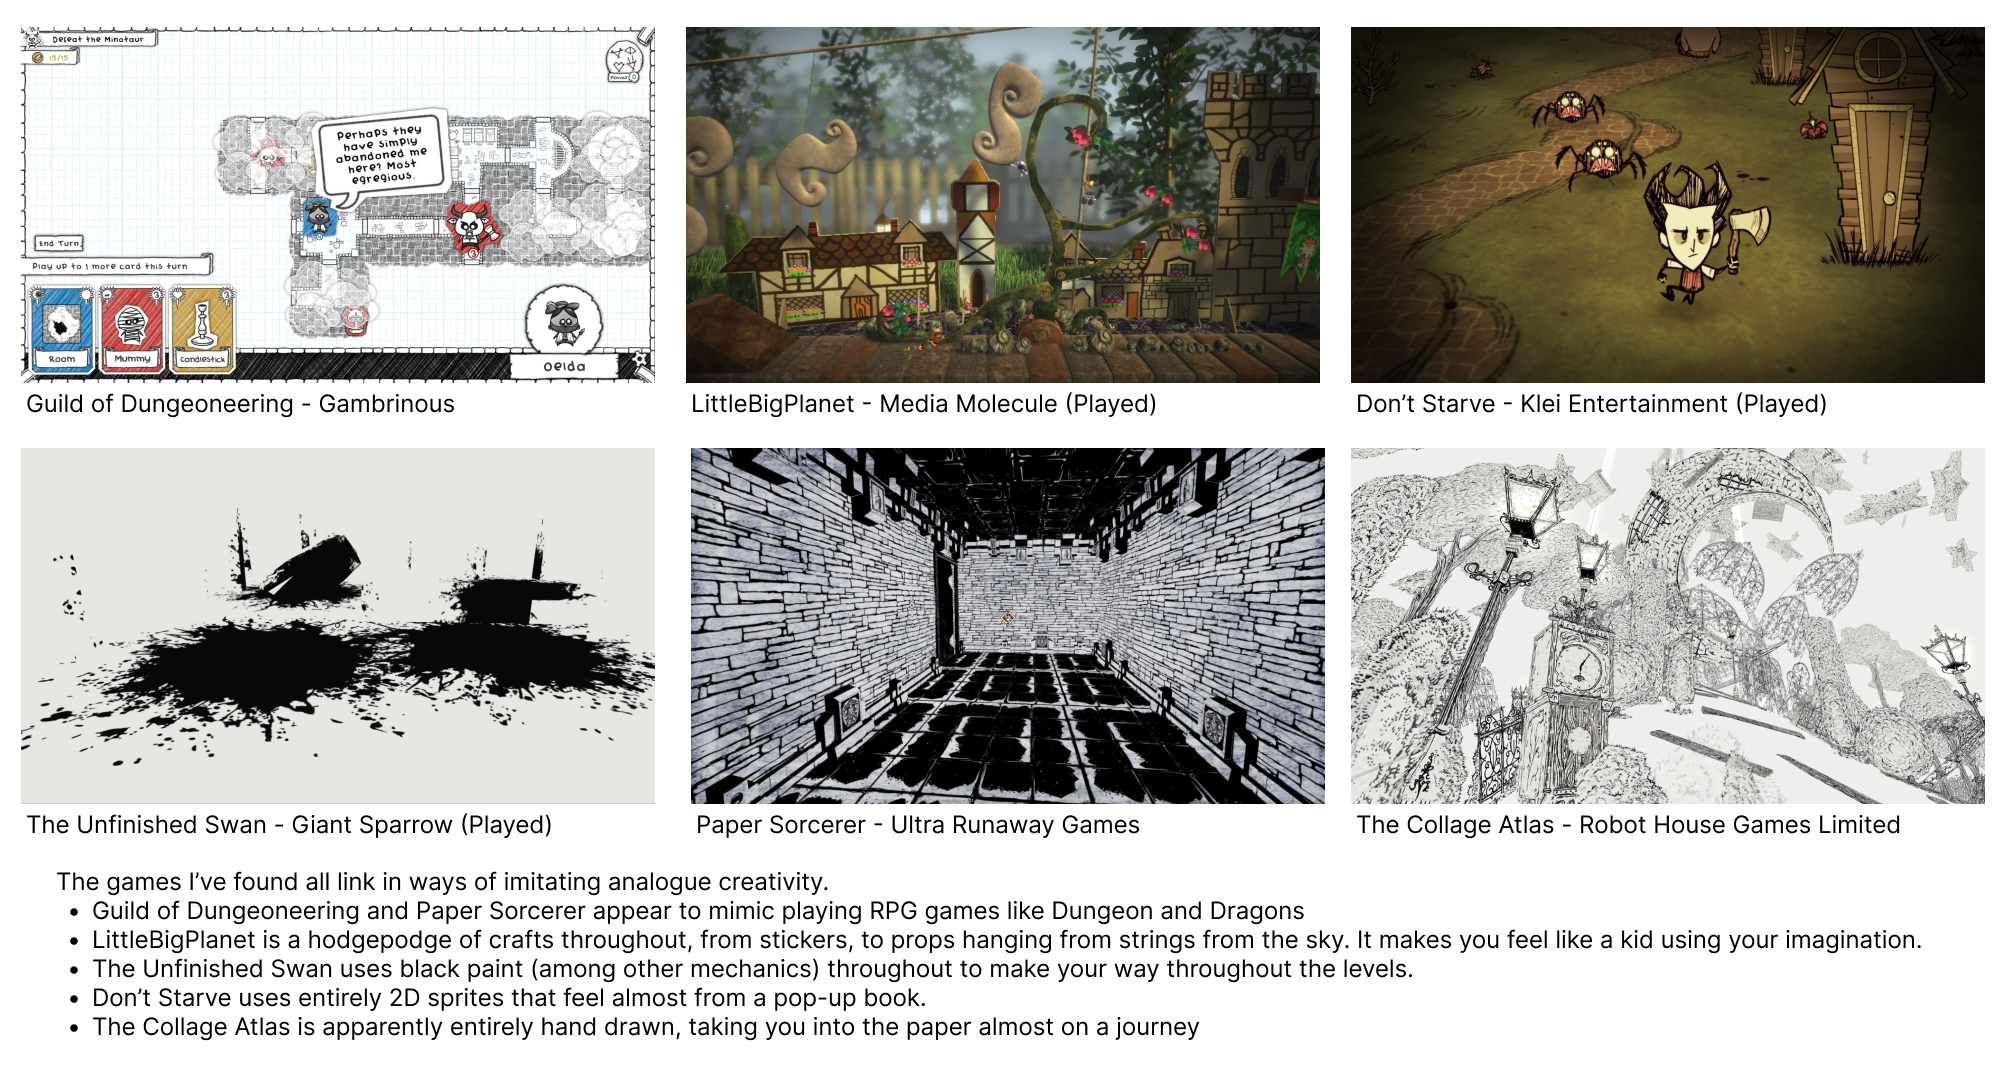 Defeat the Minotaur
15/15
Favour 0
Perhaps they
have simply
abandoned me
here? Most
egregious.
3
End Turn
Play up to 1 more card this turn
Room
Mummy
Candlestick
Oelda
Guild of Dungeoneering - Gambrinous
LittleBigPlanet - Media Molecule (Played)
Don’t Starve - Klei Entertainment (Played)
The Unfinished Swan - Giant Sparrow (Played)
Paper Sorcerer - Ultra Runaway Games
The Collage Atlas - Robot House Games Limited
The games I’ve found all link in ways of imitating analogue creativity.
• Guild of Dungeoneering and Paper Sorcerer appear to mimic playing RPG games like Dungeon and Dragons
• LittleBigPlanet is a hodgepodge of crafts throughout, from stickers, to props hanging from strings from the sky. It makes you feel like a kid using your imagination.
• The Unfinished Swan uses black paint (among other mechanics) throughout to make your way throughout the levels.
• Don’t Starve uses entirely 2D sprites that feel almost from a pop-up book.
• The Collage Atlas is apparently entirely hand drawn, taking you into the paper almost on a journey